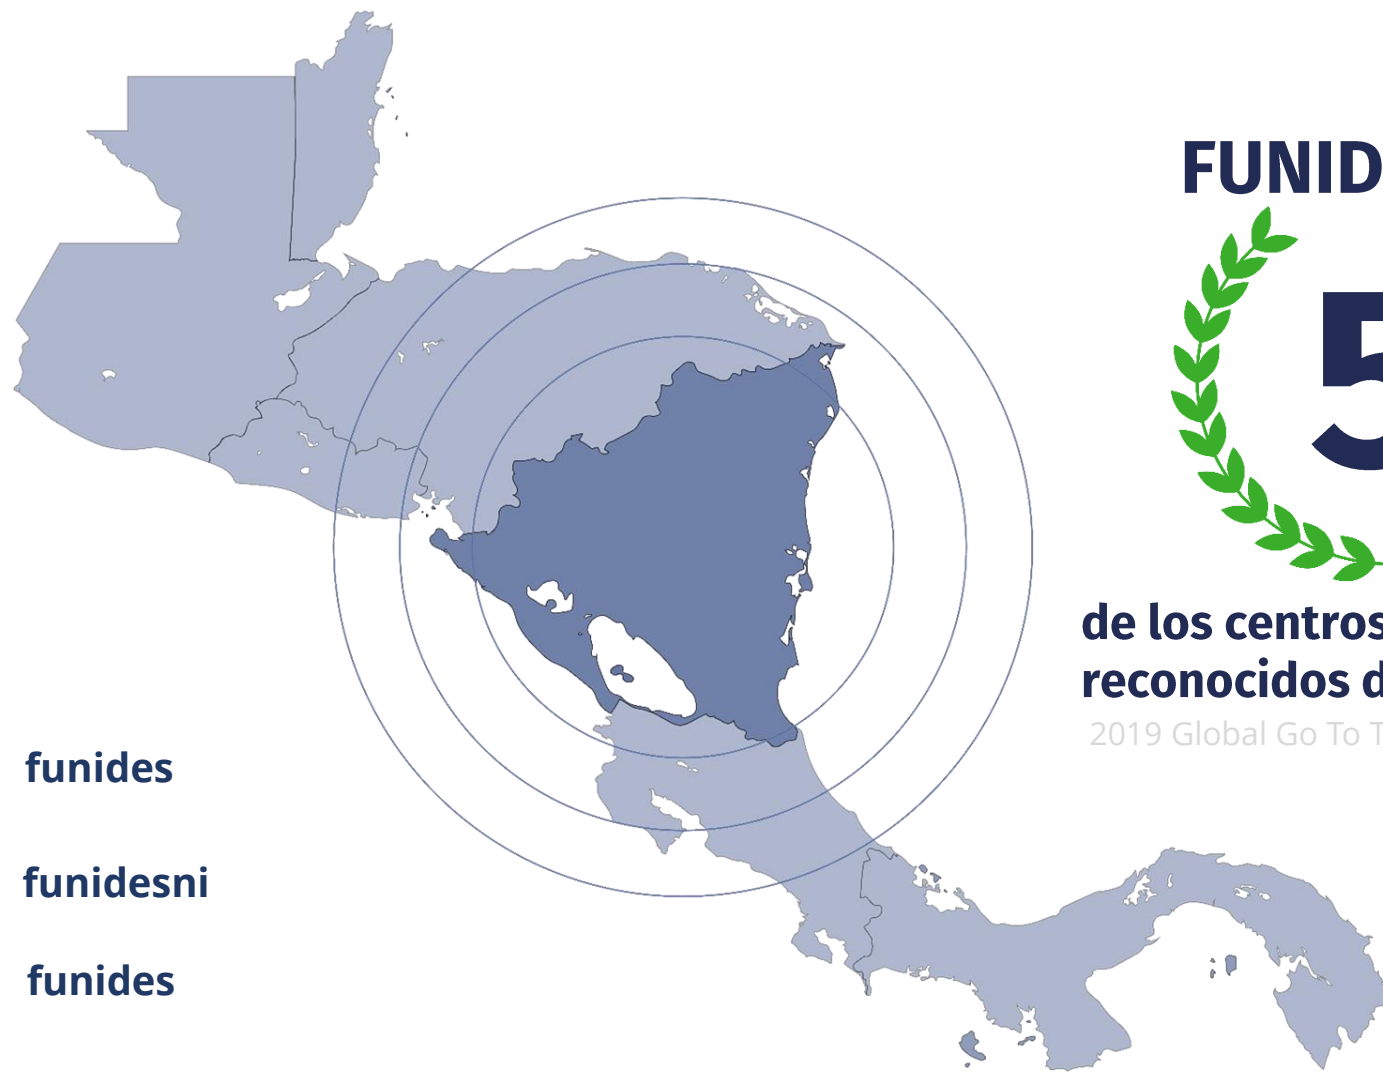 FUNID
5
de los centros
reconocidos d
2019 Global Go To T
funides
funidesni
funides